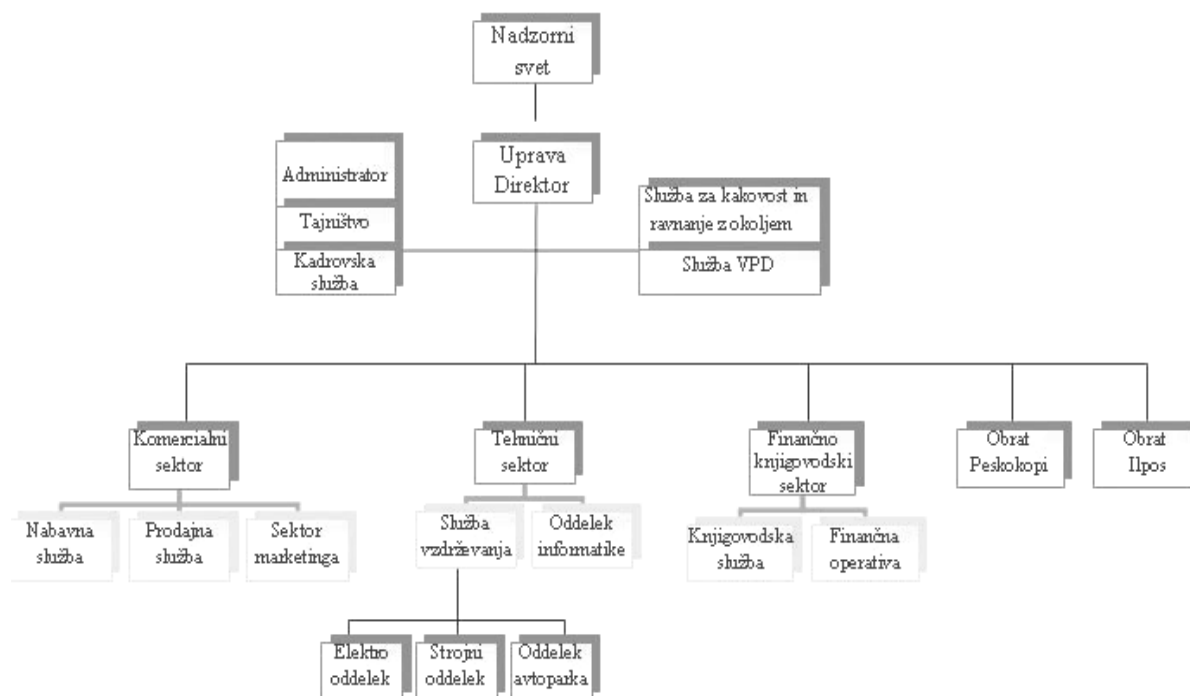 Nadzorni
svet
Uprava
Direktor
Administrator
Tajništvo
Kadrovska
služba
Služba za kakovost in
ravnanje z okoljem
Služba VPD
Komercialni
sektor
Tehnični
sektor
Finančno
knjigovodski
sektor
Obrat
Peskokopi
Obrat
Ilpos
Nabavna
služba
Prodajna
služba
Sektor
marketinga
Služba
vzdrževanja
Oddelek
informatike
Knjigovodska
služba
Finančna
operativa
Elektro
oddelek
Strojni
oddelek
Oddelek
avtoparka